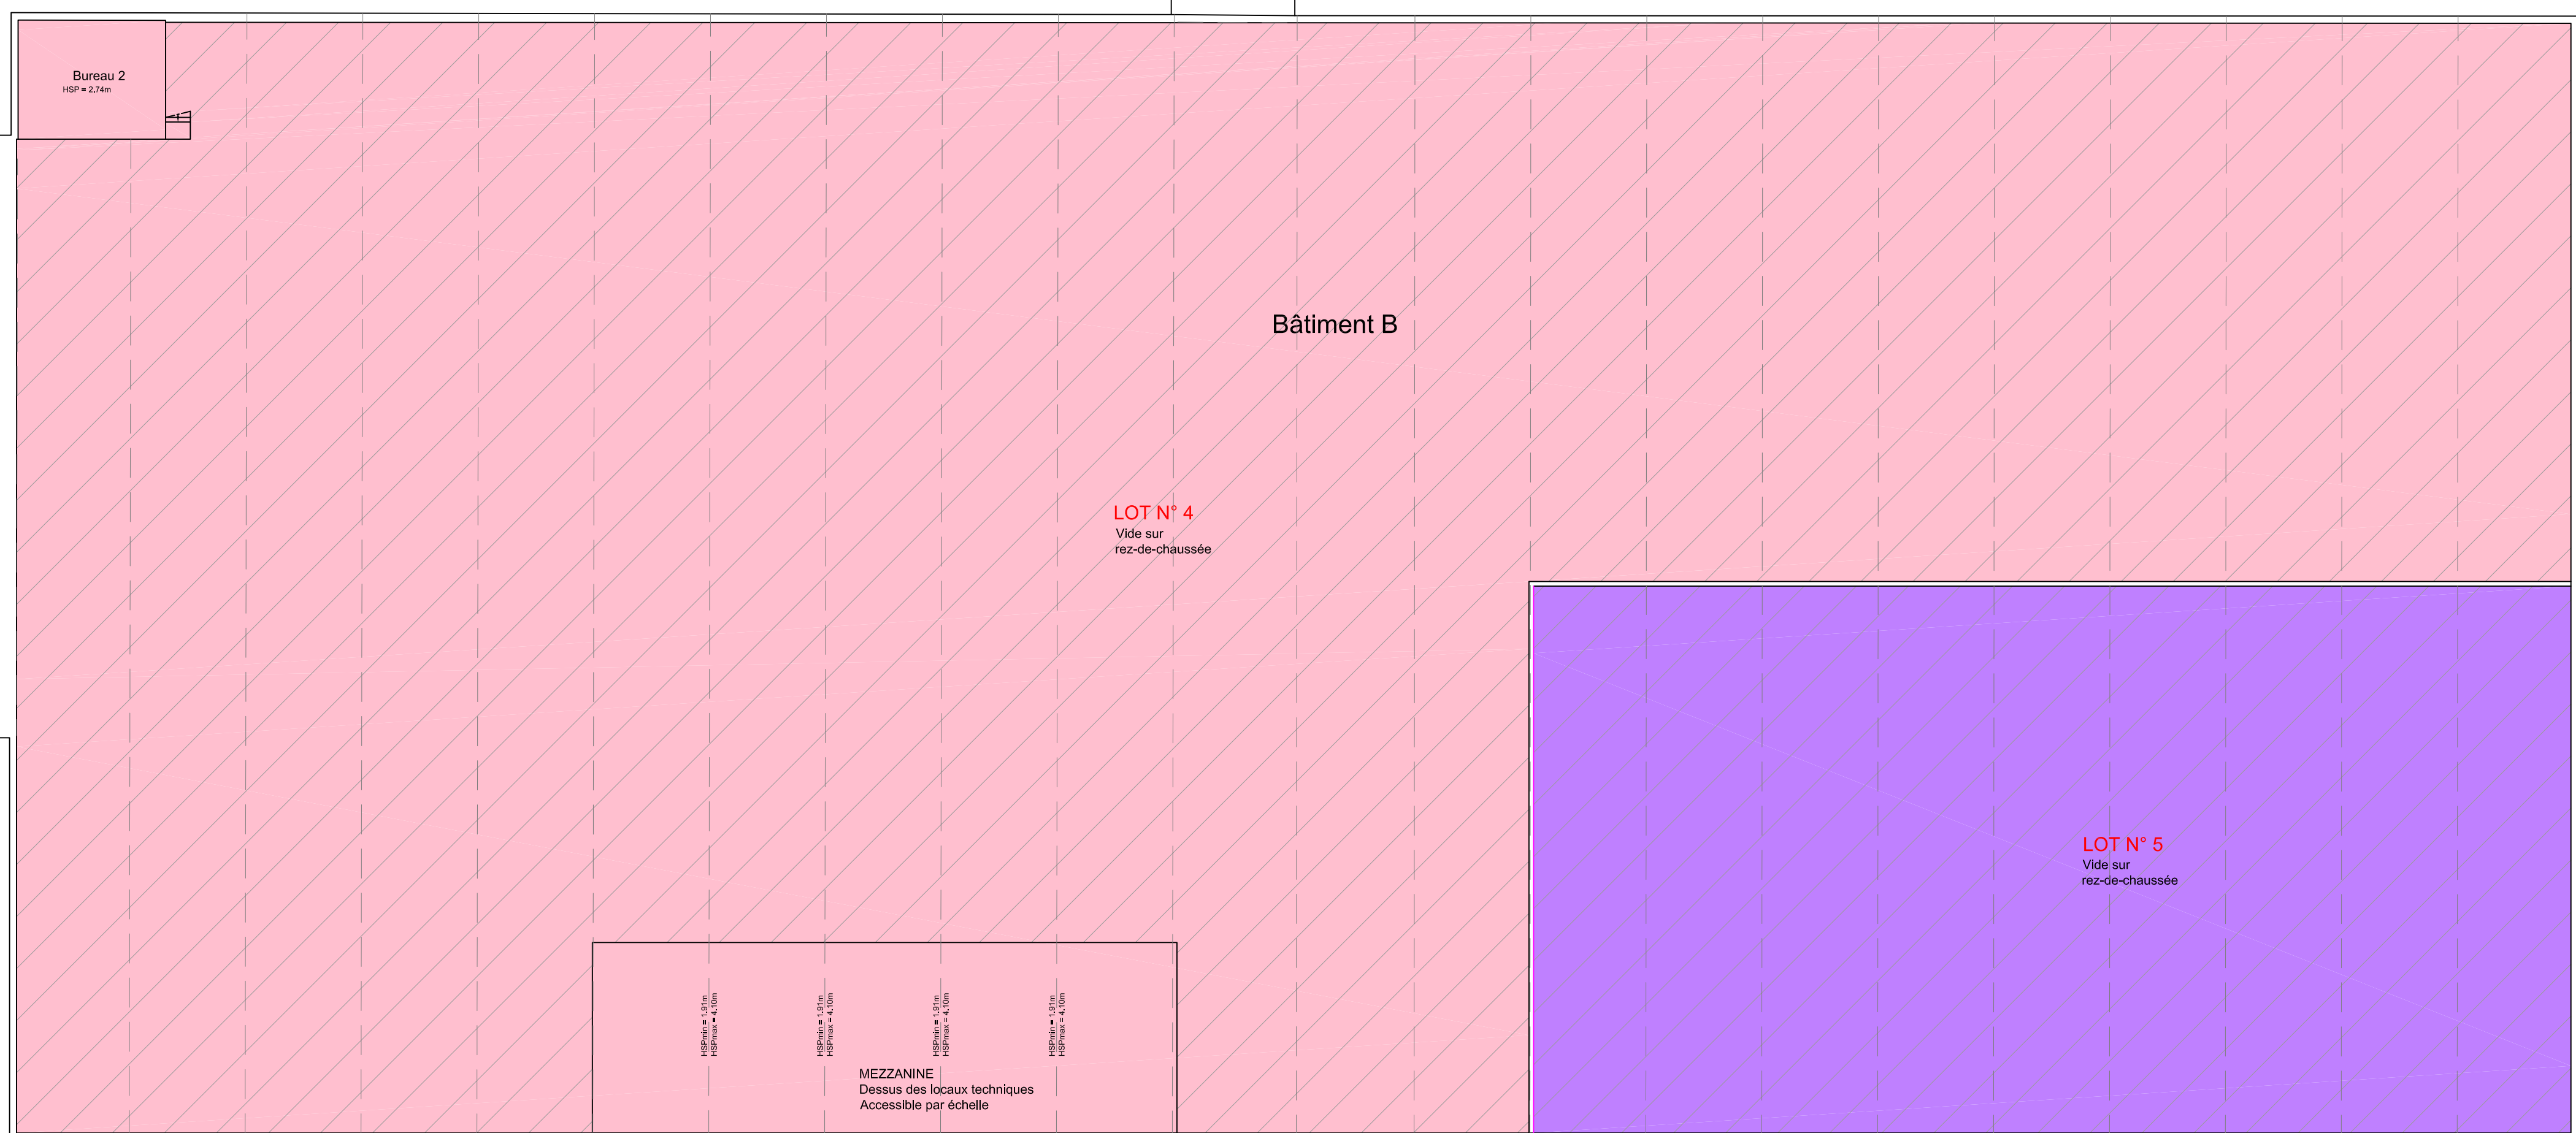 Bureau 2
HSP = 2,74m
Bâtiment B
LOT N° 4
Vide sur
rez-de-chaussée
LOT N° 5
Vide sur
rez-de-chaussée
HSPmin = 1,91m
HSPmax = 4,10m
HSPmin = 1,91m
HSPmax = 4,10m
HSPmin = 1,91m
HSPmax = 4,10m
HSPmin = 1,91m
HSPmax = 4,10m
MEZZANINE
Dessus des locaux techniques
Accessible par échelle